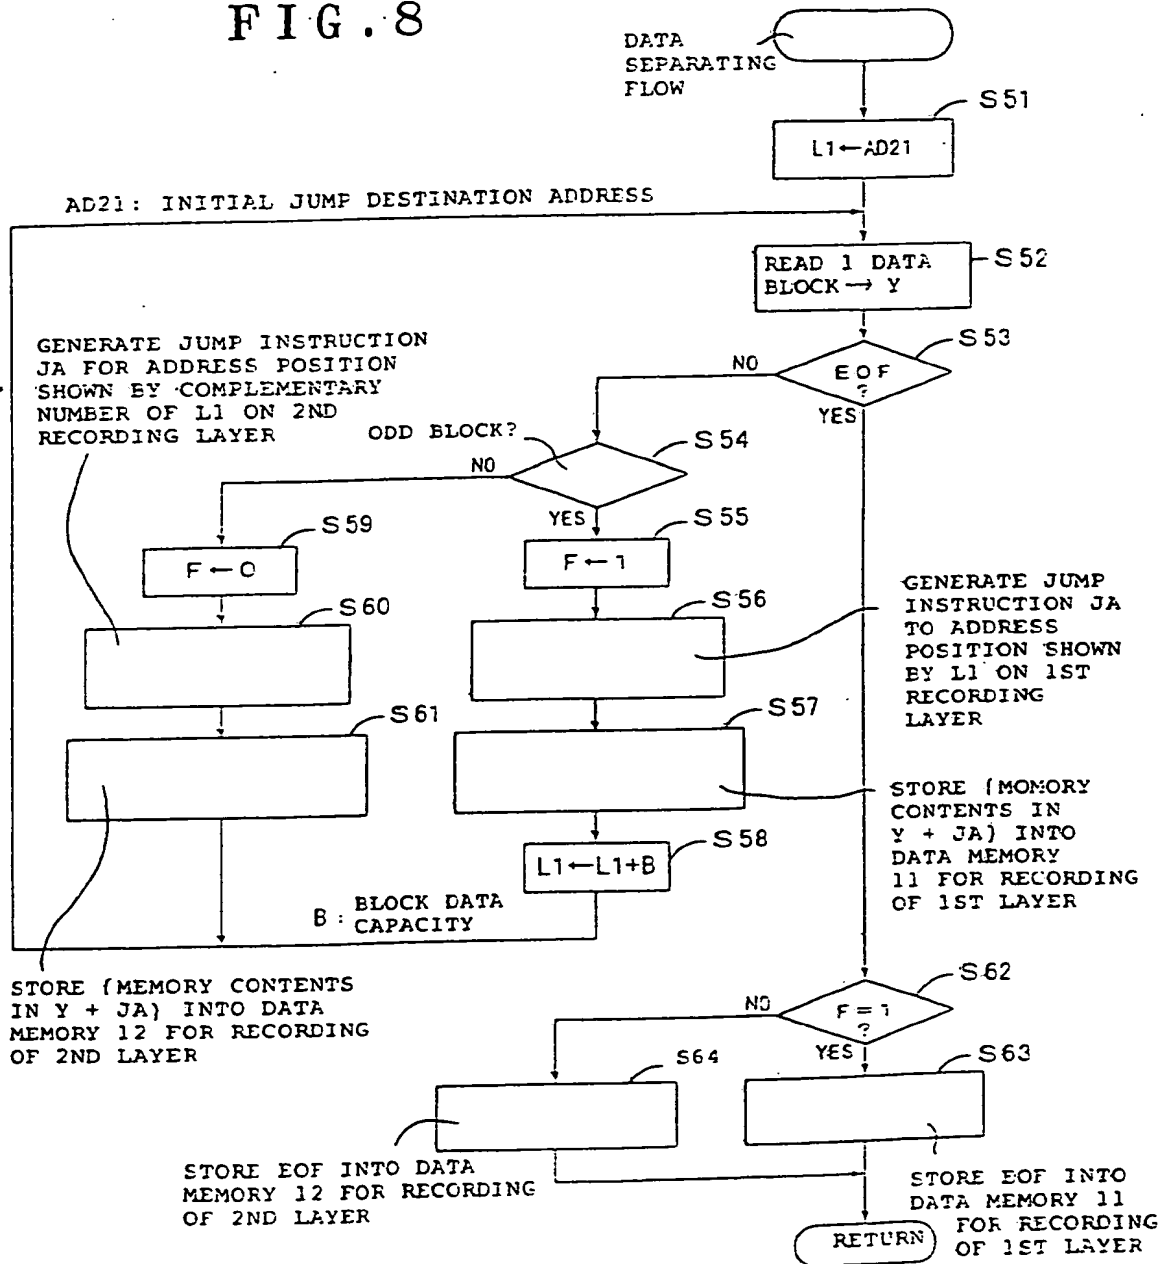 FIG.8
DATA
SEPARATING
FLOW
S51
L1←AD21
AD21: INITIAL JUMP DESTINATION ADDRESS
READ 1 DATA
BLOCK → Y
S52
S53
EOF
?
NO
YES
GENERATE JUMP INSTRUCTION
JA FOR ADDRESS POSITION
SHOWN BY COMPLEMENTARY
NUMBER OF L1 ON 2ND
RECORDING LAYER
ODD BLOCK?
S54
NO
YES
S59
F←0
S55
F←1
S60
S56
GENERATE JUMP
INSTRUCTION JA
TO ADDRESS
POSITION SHOWN
BY L1 ON 1ST
RECORDING
LAYER
S61
S57
STORE (MOMORY
CONTENTS IN
Y + JA) INTO
DATA MEMORY
11 FOR RECORDING
OF 1ST LAYER
S58
L1←L1+B
B: BLOCK DATA
CAPACITY
STORE (MEMORY CONTENTS
IN Y + JA) INTO DATA
MEMORY 12 FOR RECORDING
OF 2ND LAYER
S62
F=1
?
NO
YES
S64
S63
STORE EOF INTO DATA
MEMORY 12 FOR RECORDING
OF 2ND LAYER
STORE EOF INTO
DATA MEMORY 11
FOR RECORDING
OF 1ST LAYER
RETURN